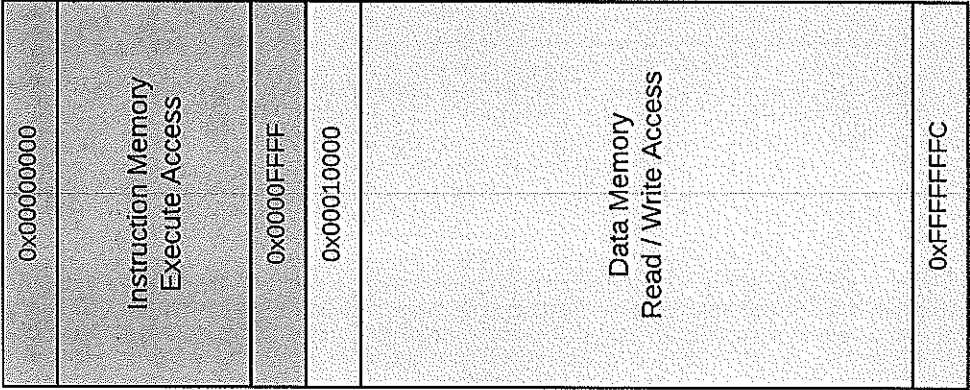 0x00000000
Instruction Memory
Execute Access
0x0000FFFF
0x00010000
Data Memory
Read / Write Access
0xFFFFFFFC